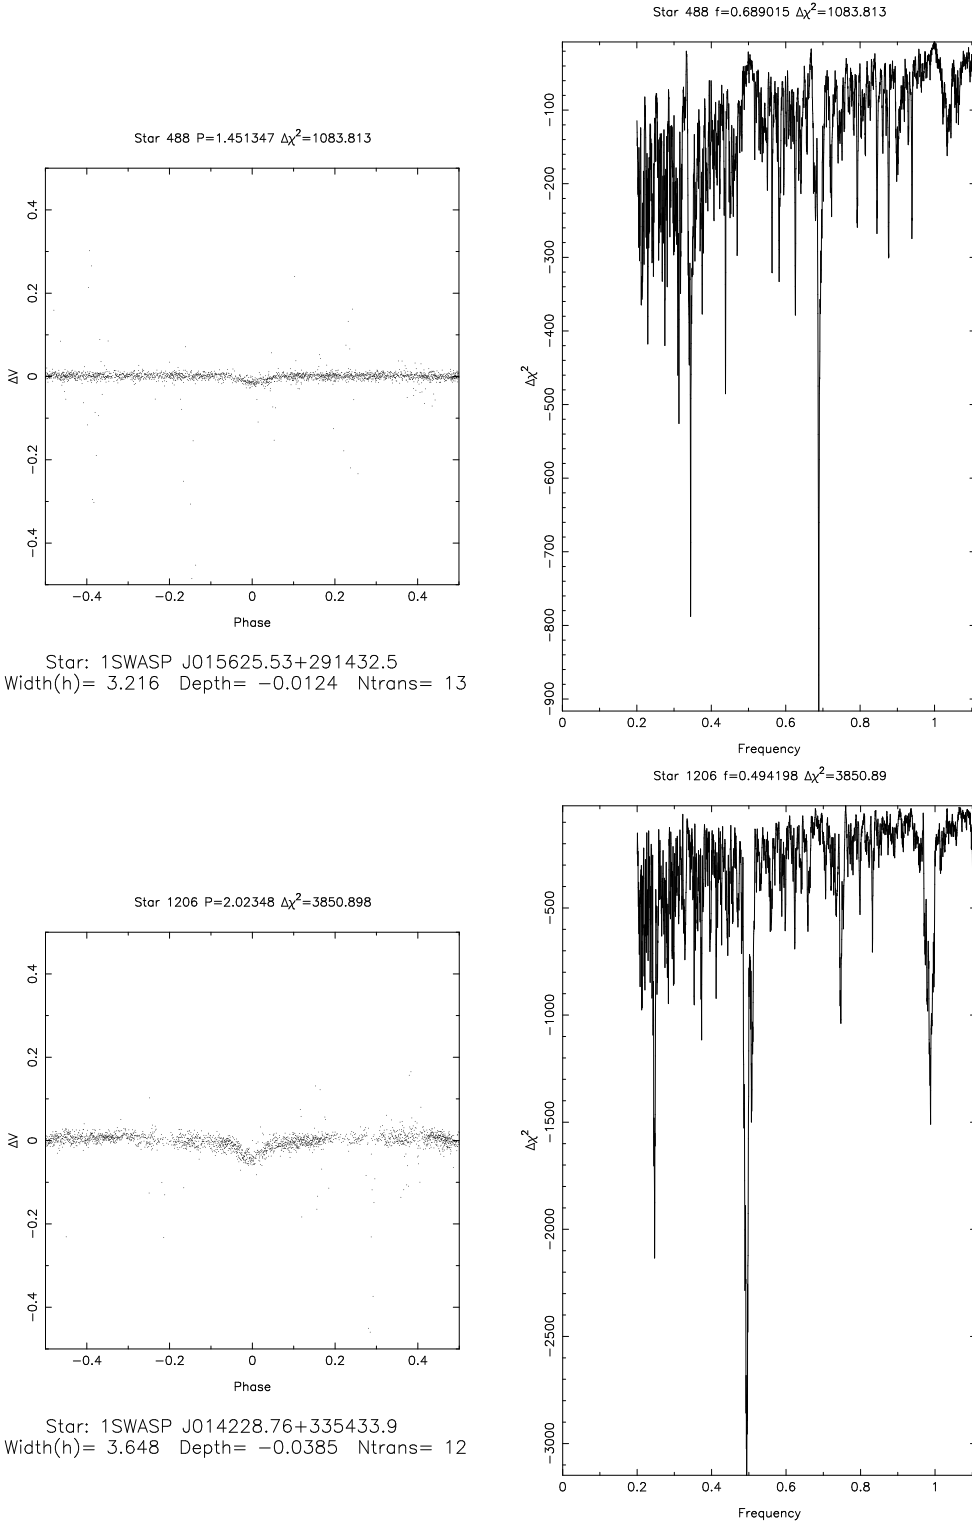 Star 488 f=0.689015 Δχ²=1083.813
Star 488 P=1.451347 Δχ²=1083.813
ΔV
0.4
0.2
0
−0.2
−0.4
−0.4 −0.2 0 0.2 0.4
Phase
Star: 1SWASP J015625.53+291432.5
Width(h)= 3.216 Depth= −0.0124 Ntrans= 13
Δχ²
−100
−200
−300
−400
−500
−600
−700
−800
−900
0 0.2 0.4 0.6 0.8 1
Frequency
Star 1206 f=0.494198 Δχ²=3850.89
Star 1206 P=2.02348 Δχ²=3850.898
ΔV
0.4
0.2
0
−0.2
−0.4
−0.4 −0.2 0 0.2 0.4
Phase
Star: 1SWASP J014228.76+335433.9
Width(h)= 3.648 Depth= −0.0385 Ntrans= 12
Δχ²
−500
−1000
−1500
−2000
−2500
−3000
0 0.2 0.4 0.6 0.8 1
Frequency